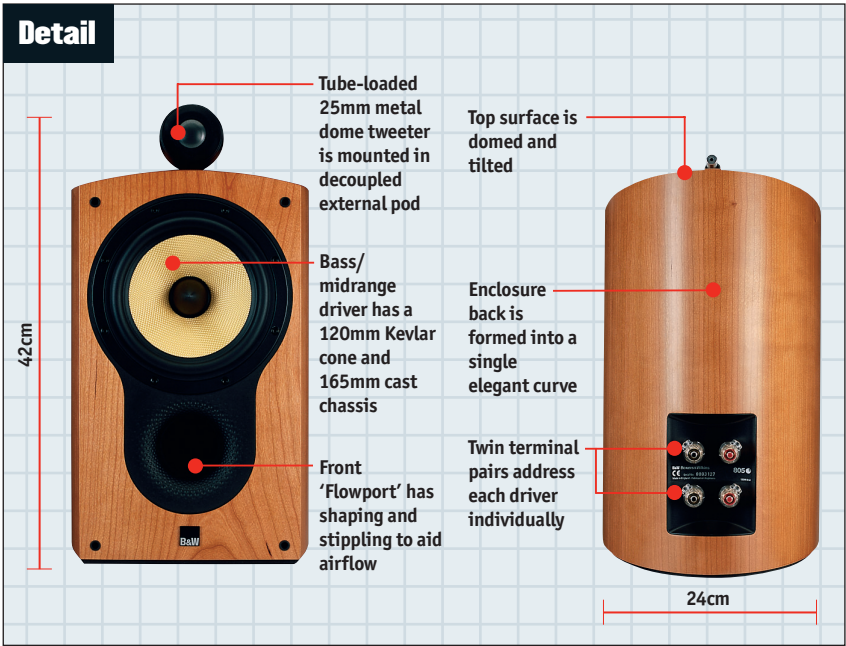 Detail
Tube-loaded
25mm metal
dome tweeter
is mounted in
decoupled
external pod
Bass/
midrange
driver has a
120mm Kevlar
cone and
165mm cast
chassis
Front
‘Flowport’ has
shaping and
stippling to aid
airflow
42cm
B&W
Top surface is
domed and
tilted
Enclosure
back is
formed into a
single
elegant curve
Twin terminal
pairs address
each driver
individually
B&W
CE
805
24cm